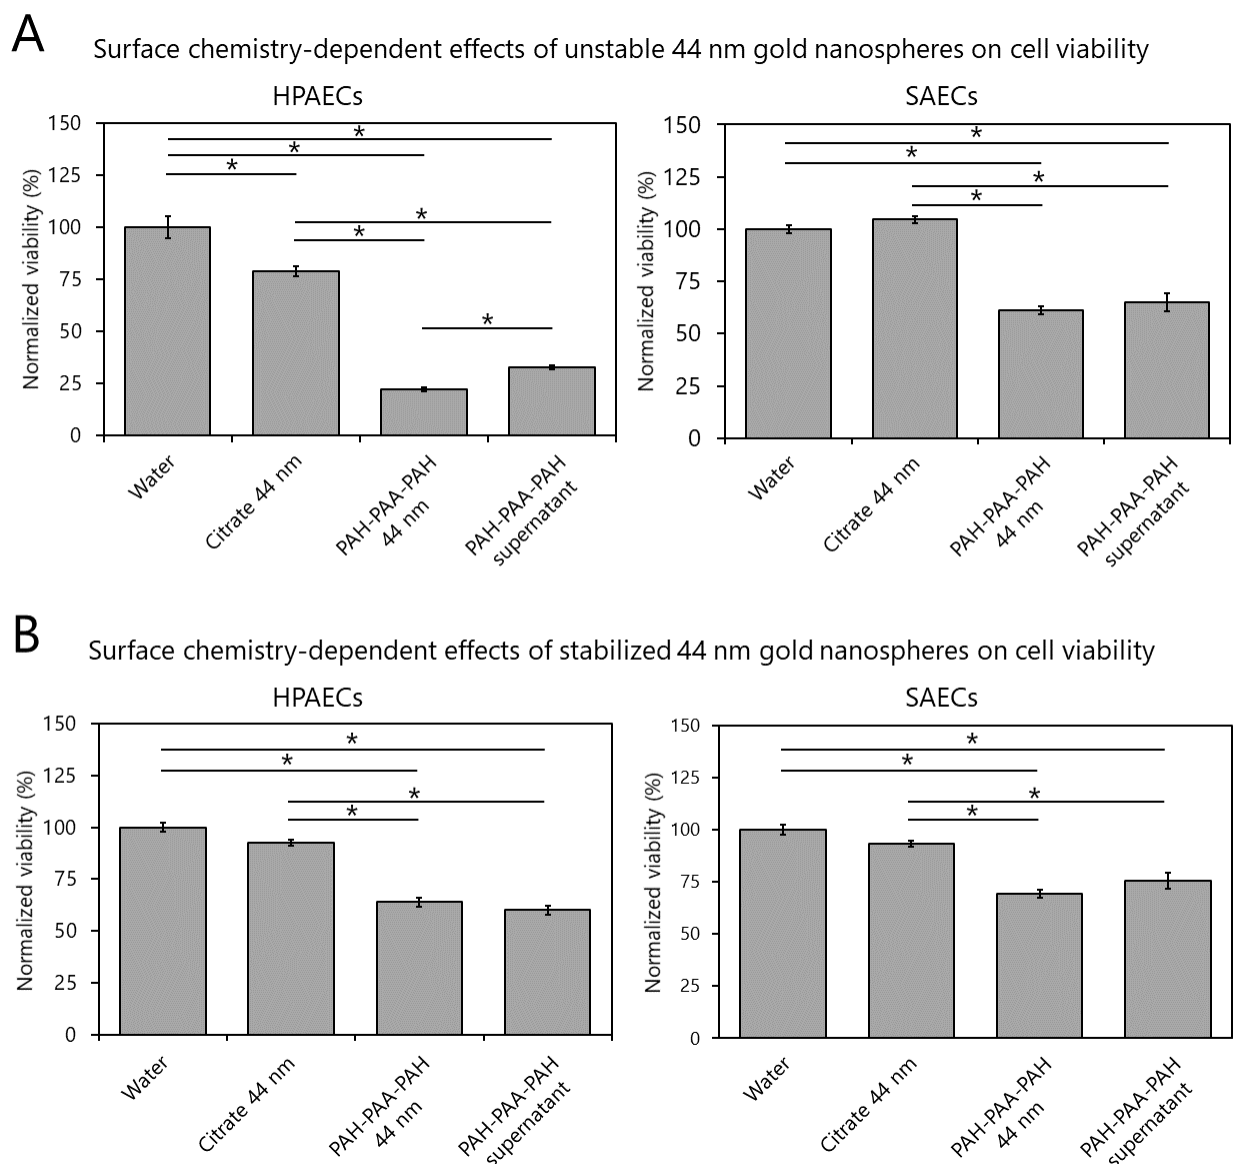 A
Surface chemistry-dependent effects of unstable 44 nm gold nanospheres on cell viability
HPAECs
Normalized viability (%)
150
125
100
75
50
25
0
*
*
*
*
*
*
Water
Citrate 44 nm
PAH-PAA-PAH
44 nm
PAH-PAA-PAH
supernatant
SAECs
Normalized viability (%)
150
125
100
75
50
25
0
*
*
*
*
Water
Citrate 44 nm
PAH-PAA-PAH
44 nm
PAH-PAA-PAH
supernatant
B
Surface chemistry-dependent effects of stabilized 44 nm gold nanospheres on cell viability
HPAECs
Normalized viability (%)
150
125
100
75
50
25
0
*
*
*
*
Water
Citrate 44 nm
PAH-PAA-PAH
44 nm
PAH-PAA-PAH
supernatant
SAECs
Normalized viability (%)
150
125
100
75
50
25
0
*
*
*
*
Water
Citrate 44 nm
PAH-PAA-PAH
44 nm
PAH-PAA-PAH
supernatant